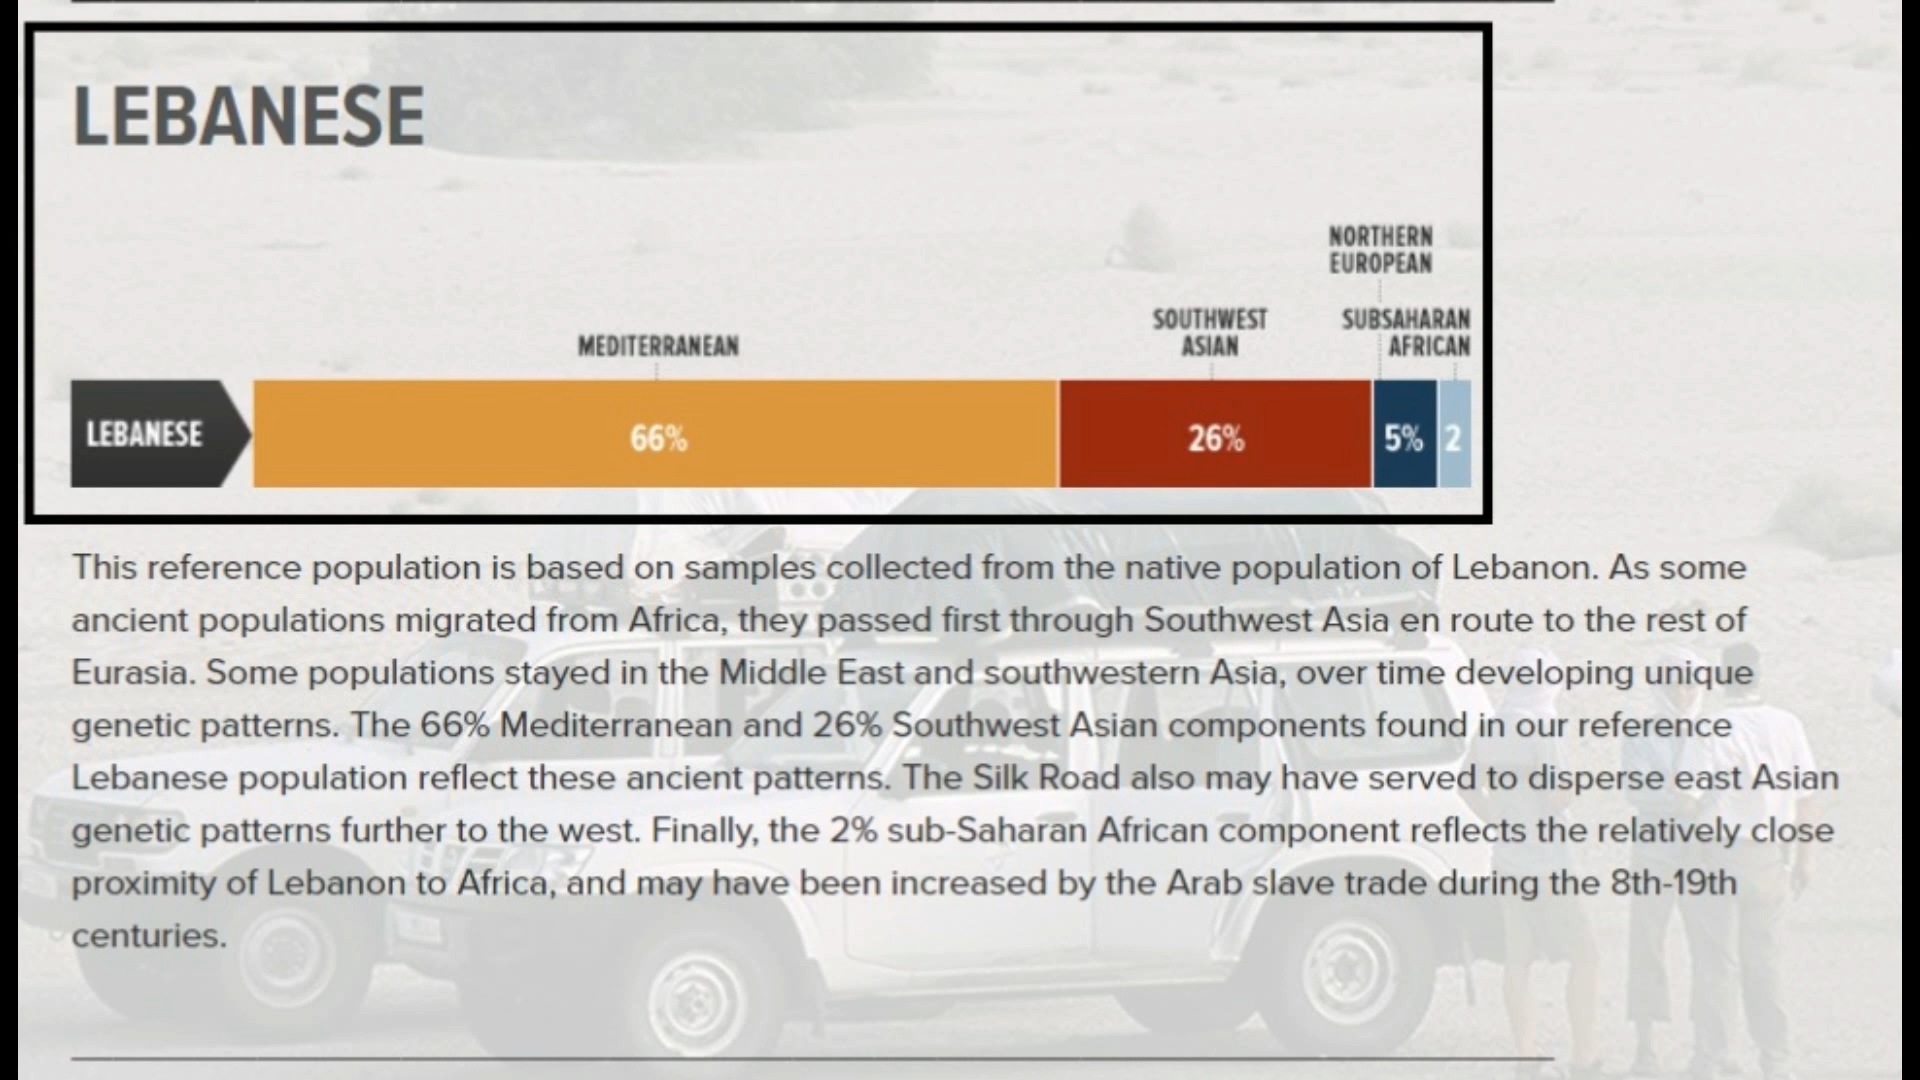 LEBANESE
NORTHERN
EUROPEAN
MEDITERRANEAN
SOUTHWEST
ASIAN
SUBSAHARAN
AFRICAN
LEBANESE
66%
26%
5%
2
This reference population is based on samples collected from the native population of Lebanon. As some
ancient populations migrated from Africa, they passed first through Southwest Asia en route to the rest of
Eurasia. Some populations stayed in the Middle East and southwestern Asia, over time developing unique
genetic patterns. The 66% Mediterranean and 26% Southwest Asian components found in our reference
Lebanese population reflect these ancient patterns. The Silk Road also may have served to disperse east Asian
genetic patterns further to the west. Finally, the 2% sub-Saharan African component reflects the relatively close
proximity of Lebanon to Africa, and may have been increased by the Arab slave trade during the 8th-19th
centuries.